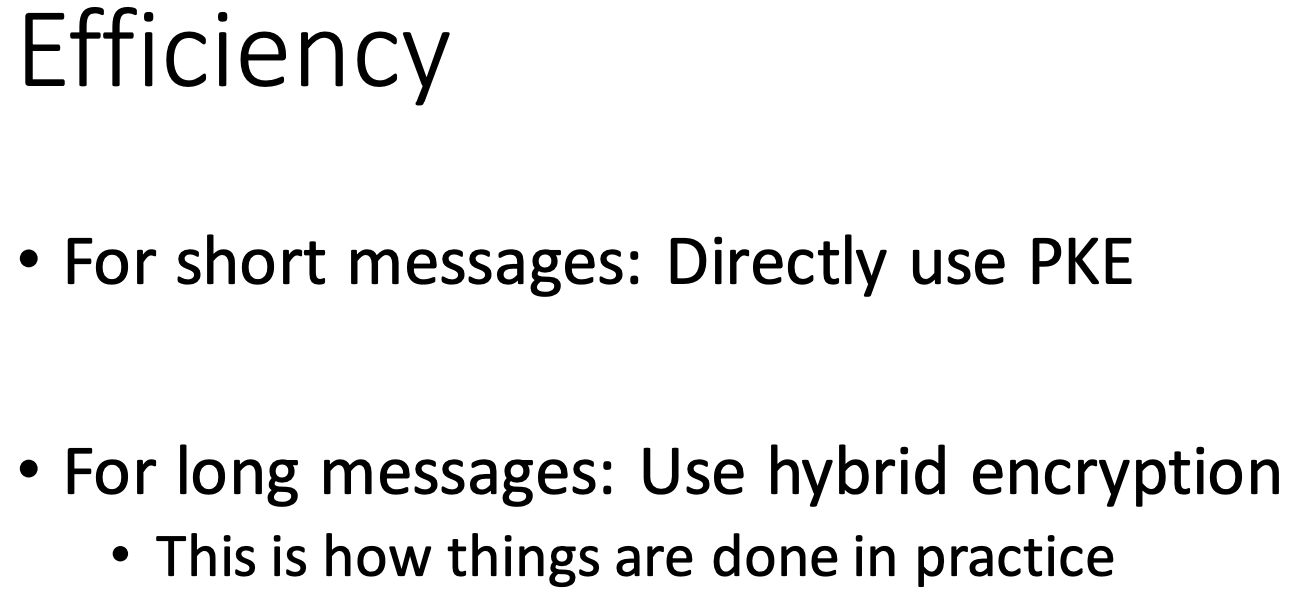 Efficiency
• For short messages: Directly use PKE
• For long messages: Use hybrid encryption
• This is how things are done in practice